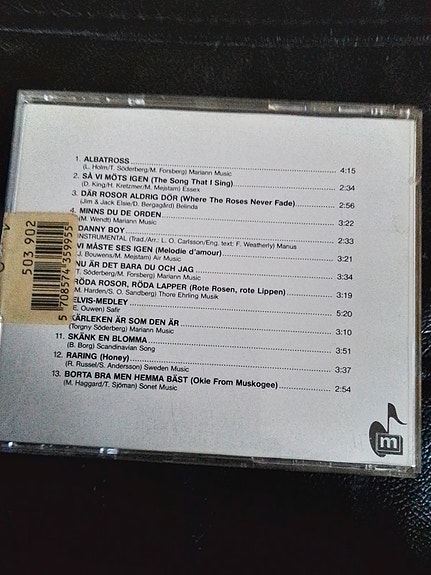 1. ALBATROSS 4:15
(L. Holm/T. Söderberg/M. Forsberg) Mariann Music
2. SÅ VI MÖTS IGEN (The Song That I Sing) 2:34
(D. King/H. Kretzmer/M. Mejstam) Essex
3. DÄR ROSOR ALDRIG DÖR (Where The Roses Never Fade) 2:56
(Jim & Jack Elsie/D. Bergagård) Belinda
4. MINNS DU DE ORDEN 3:22
(M. Wendt) Mariann Music
DANNY BOY 2:33
INSTRUMENTAL (Trad./Arr.: L. O. Carlsson/Eng. text: F. Weatherly) Manus
VI MÅSTE SES IGEN (Melodie d'amour) 3:21
J. Bouwens/M. Mejstam) Air Music
NU ÄR DET BARA DU OCH JAG 3:34
T. Söderberg/M. Forsberg) Mariann Music
RÖDA ROSOR, RÖDA LÄPPAR (Rote Rosen, rote Lippen) 3:19
M. Harden/S. O. Sandberg) Thore Ehrling Musik
ELVIS-MEDLEY 5:20
E. Ouwen) Safir
KÄRLEKEN ÄR SOM DEN ÄR 3:10
(Torgny Söderberg) Mariann Music
11. SKÄNK EN BLOMMA 3:51
(B. Borg) Scandinavian Song
12. RARING (Honey) 3:37
(R. Russel/S. Andersson) Sweden Music
13. BORTA BRA MEN HEMMA BÄST (Okie From Muskogee) 2:54
(M. Haggard/T. Sjöman) Sonet Music
503 902
5 708574 359955
m